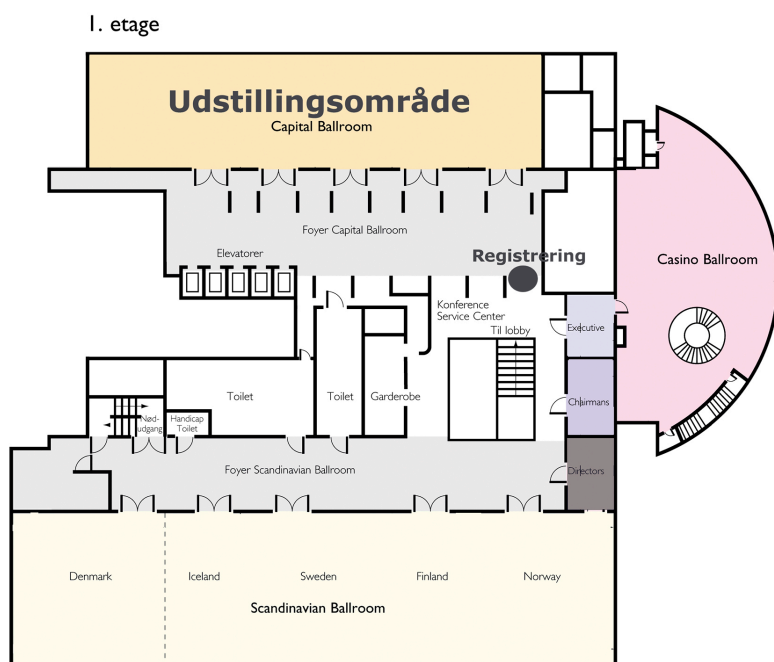 1. etage
Udstillingsområde
Capital Ballroom
Foyer Capital Ballroom
Elevatorer
Registrering
Casino Ballroom
Konference
Service Center
Til lobby
Executive
Toilet
Toilet
Garderobe
Chairmans
Nød-
udgang
Handicap
Toilet
Foyer Scandinavian Ballroom
Directors
Denmark
Iceland
Sweden
Finland
Norway
Scandinavian Ballroom